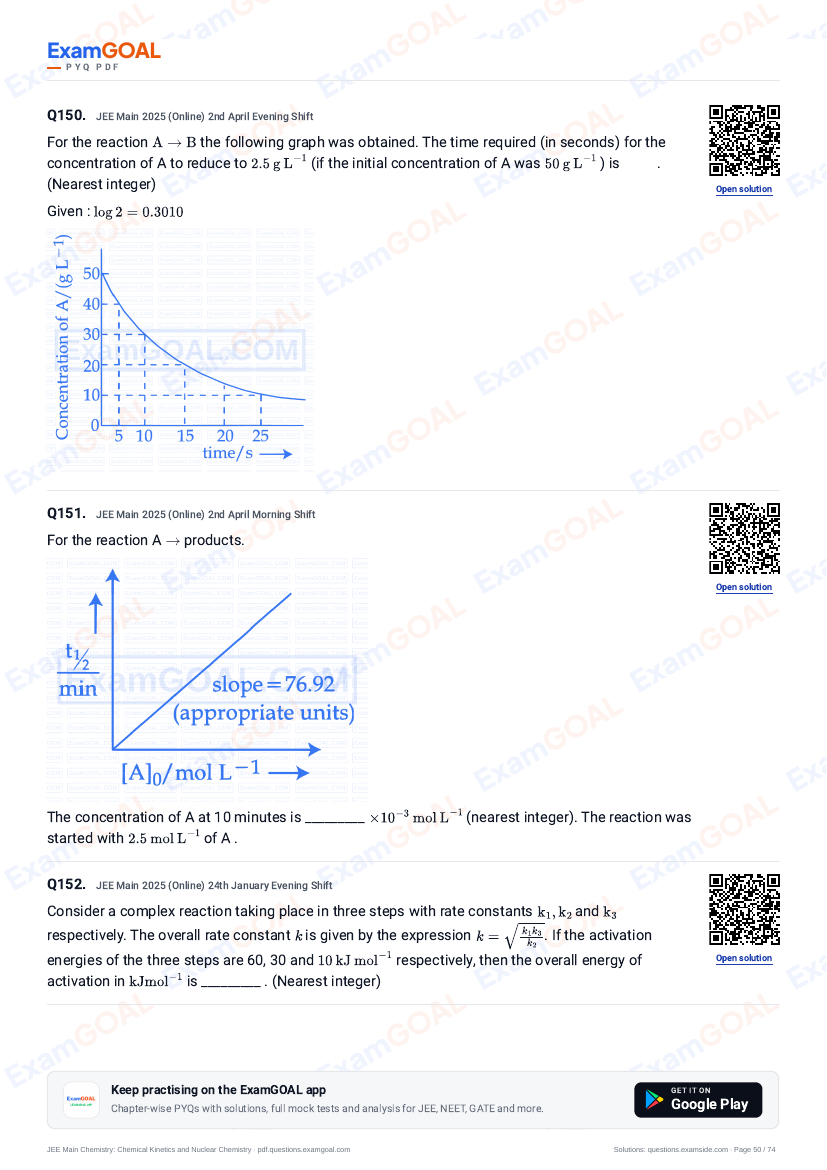 ExamGOAL
PYQ PDF
Q150. JEE Main 2025 (Online) 2nd April Evening Shift
For the reaction A → B the following graph was obtained. The time required (in seconds) for the
concentration of A to reduce to 2.5 g L⁻¹ (if the initial concentration of A was 50 g L⁻¹ ) is .
(Nearest integer)
Open solution
Given : log 2 = 0.3010
Concentration of A/(g L⁻¹)
50
40
30
20
10
0
5 10 15 20 25
time/s →
ExamGOAL.COM
Q151. JEE Main 2025 (Online) 2nd April Morning Shift
For the reaction A → products.
Open solution
t₁/₂
min
slope=76.92
(appropriate units)
[A]₀/mol L⁻¹ →
ExamGOAL.COM
The concentration of A at 10 minutes is _________ ×10⁻³ mol L⁻¹ (nearest integer). The reaction was
started with 2.5 mol L⁻¹ of A .
Q152. JEE Main 2025 (Online) 24th January Evening Shift
Consider a complex reaction taking place in three steps with rate constants k₁, k₂ and k₃
respectively. The overall rate constant k is given by the expression k = √(k₁k₃/k₂). If the activation
energies of the three steps are 60, 30 and 10 kJ mol⁻¹ respectively, then the overall energy of
activation in kJmol⁻¹ is _________ . (Nearest integer)
Open solution
ExamGOAL
Keep practising on the ExamGOAL app
Chapter-wise PYQs with solutions, full mock tests and analysis for JEE, NEET, GATE and more.
GET IT ON
Google Play
JEE Main Chemistry: Chemical Kinetics and Nuclear Chemistry · pdf.questions.examgoal.com
Solutions: questions.examside.com · Page 50 / 74